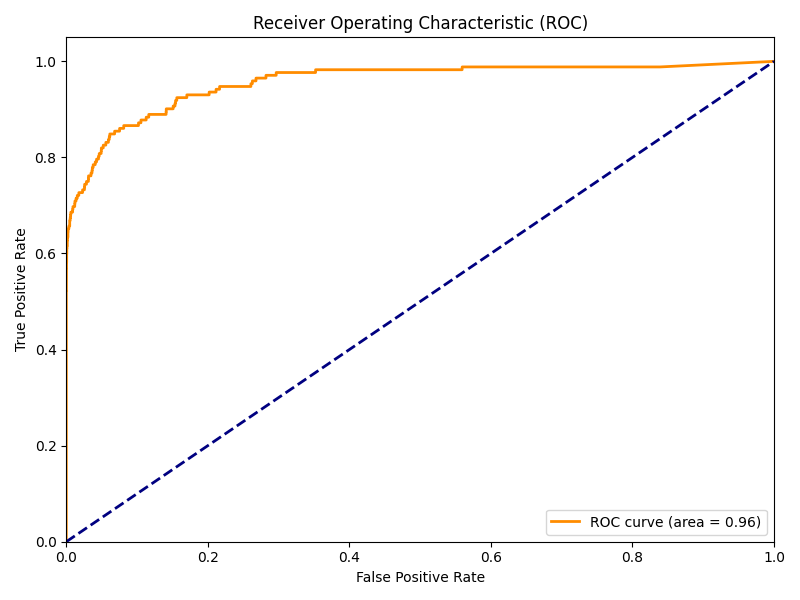 Receiver Operating Characteristic (ROC)
True Positive Rate
1.0
0.8
0.6
0.4
0.2
0.0
ROC curve (area = 0.96)
0.0 0.2 0.4 0.6 0.8 1.0
False Positive Rate